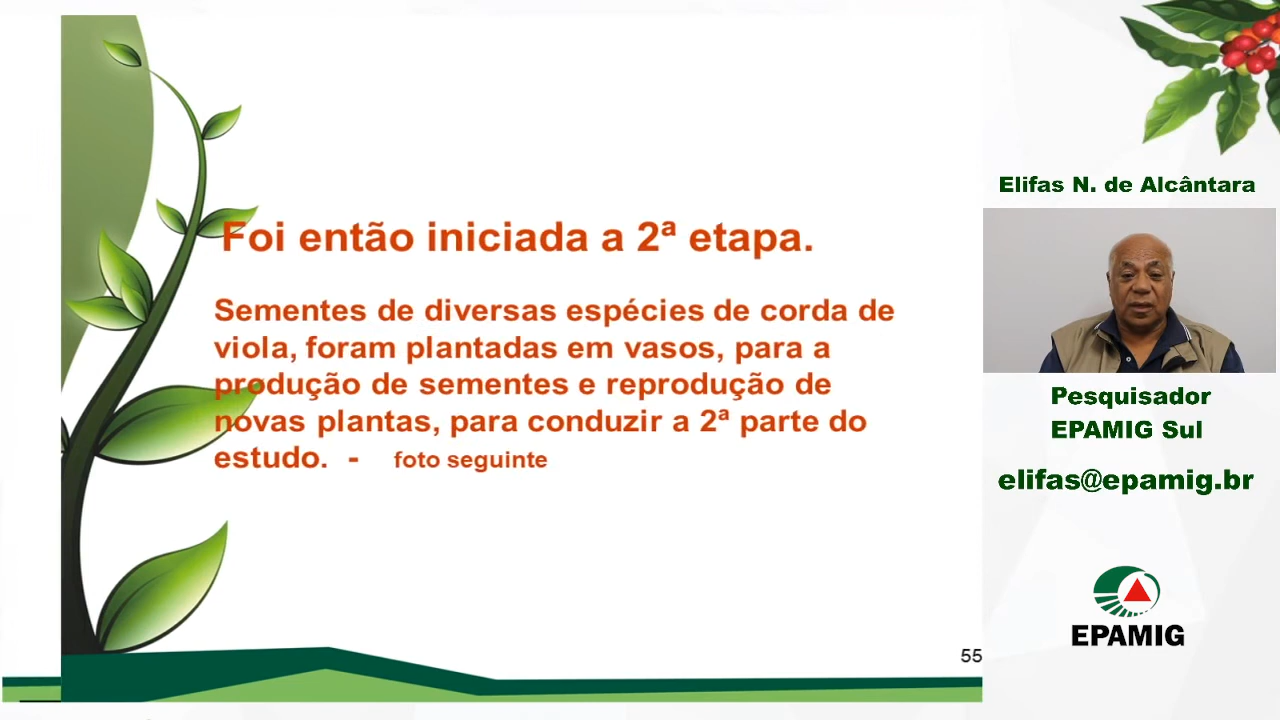 Foi então iniciada a 2ª etapa.
Sementes de diversas espécies de corda de
viola, foram plantadas em vasos, para a
produção de sementes e reprodução de
novas plantas, para conduzir a 2ª parte do
estudo. - foto seguinte
55
Elifas N. de Alcântara
Pesquisador
EPAMIG Sul
elifas@epamig.br
EPAMIG